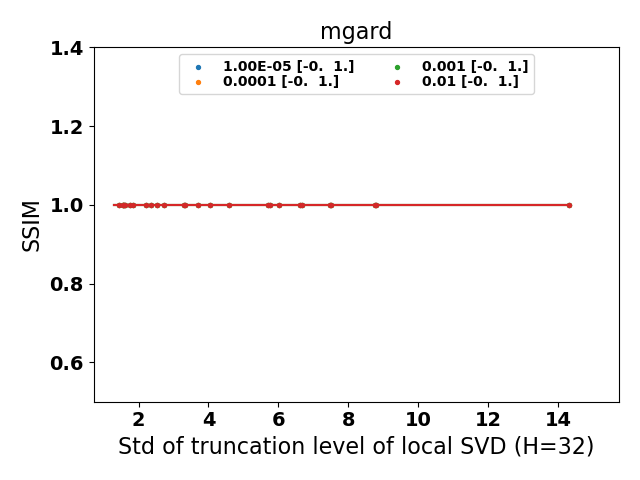 mgard
1.4
1.2
1.0
0.8
0.6
SSIM
1.00E-05 [-0.  1.]
0.0001 [-0.  1.]
0.001 [-0.  1.]
0.01 [-0.  1.]
2 4 6 8 10 12 14
Std of truncation level of local SVD (H=32)